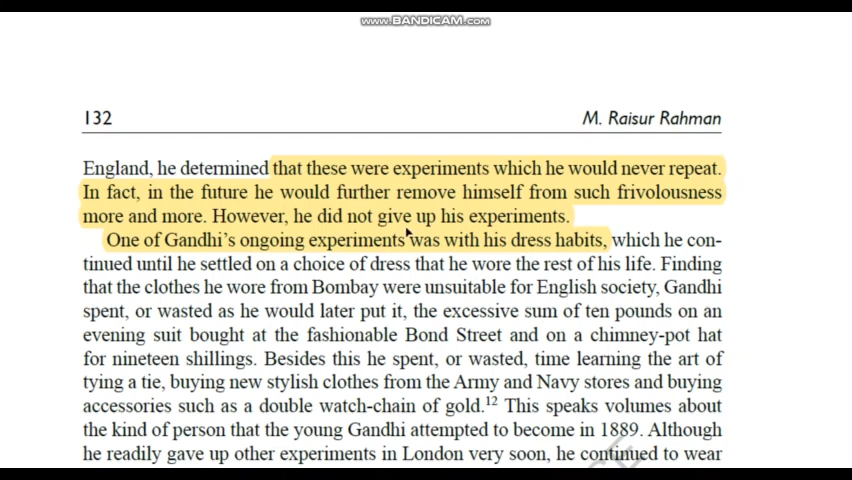 www.BANDICAM.com
132 M. Raisur Rahman
England, he determined that these were experiments which he would never repeat.
In fact, in the future he would further remove himself from such frivolousness
more and more. However, he did not give up his experiments.
One of Gandhi's ongoing experiments was with his dress habits, which he con-
tinued until he settled on a choice of dress that he wore the rest of his life. Finding
that the clothes he wore from Bombay were unsuitable for English society, Gandhi
spent, or wasted as he would later put it, the excessive sum of ten pounds on an
evening suit bought at the fashionable Bond Street and on a chimney-pot hat
for nineteen shillings. Besides this he spent, or wasted, time learning the art of
tying a tie, buying new stylish clothes from the Army and Navy stores and buying
accessories such as a double watch-chain of gold.¹² This speaks volumes about
the kind of person that the young Gandhi attempted to become in 1889. Although
he readily gave up other experiments in London very soon, he continued to wear